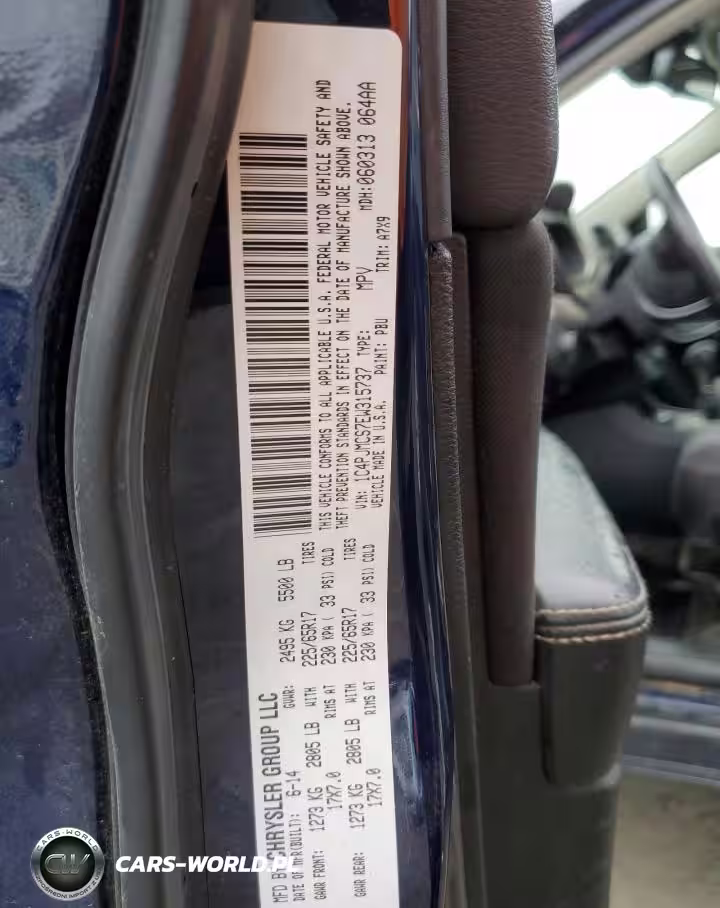 MFD BY CHRYSLER GROUP LLC
DATE OF MFR(BUILT): 6-14 GVWR: 2495 KG 5500 LB
GAWR FRONT: 1273 KG 2805 LB WITH 225/65R17 TIRES
17X7.0 RIMS AT 230 KPA ( 33 PSI) COLD
GAWR REAR: 1273 KG 2805 LB WITH 225/65R17 TIRES
17X7.0 RIMS AT 230 KPA ( 33 PSI) COLD
THIS VEHICLE CONFORMS TO ALL APPLICABLE U.S.A. FEDERAL MOTOR VEHICLE SAFETY AND
THEFT PREVENTION STANDARDS IN EFFECT ON THE DATE OF MANUFACTURE SHOWN ABOVE.
VIN: 1C4PJMCS7EW315737 TYPE: MPV MDH:060313 064AA
VEHICLE MADE IN U.S.A. PAINT: PBU TRIM: A7X9
CARS-WORLD
CW
CARS-WORLD.PL